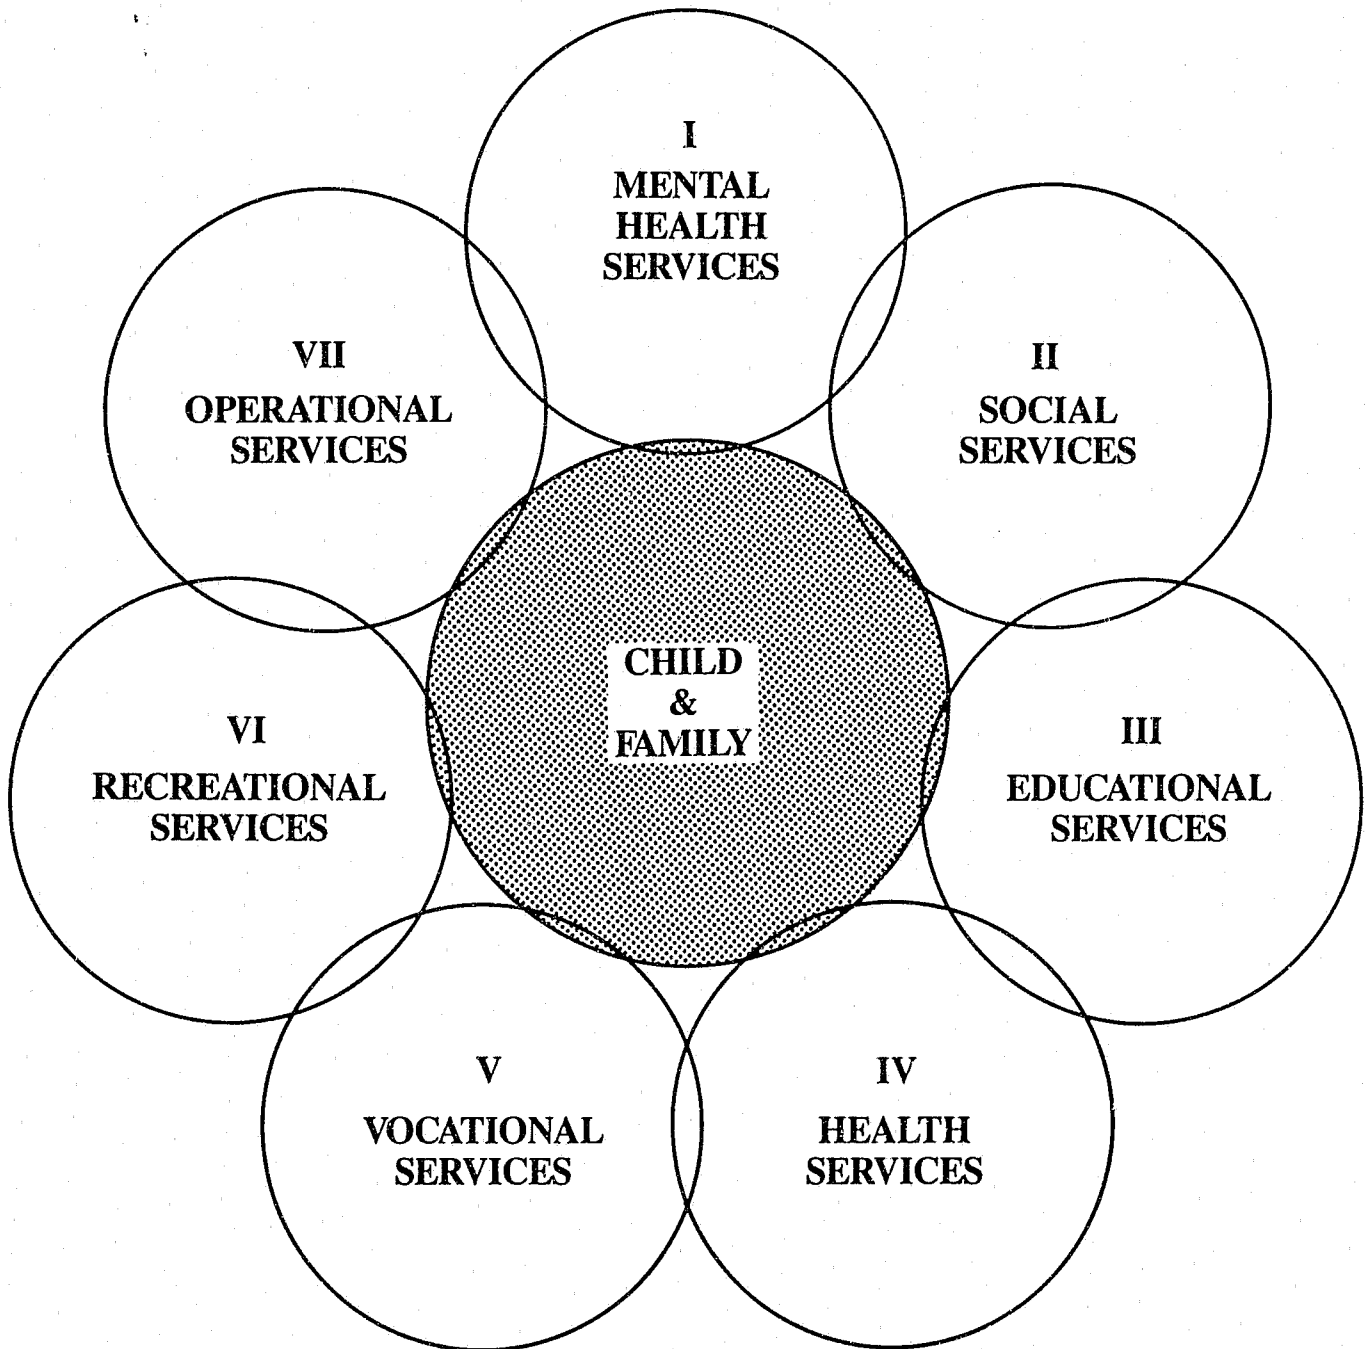 I
MENTAL
HEALTH
SERVICES
II
SOCIAL
SERVICES
III
EDUCATIONAL
SERVICES
IV
HEALTH
SERVICES
V
VOCATIONAL
SERVICES
VI
RECREATIONAL
SERVICES
VII
OPERATIONAL
SERVICES
CHILD
&
FAMILY